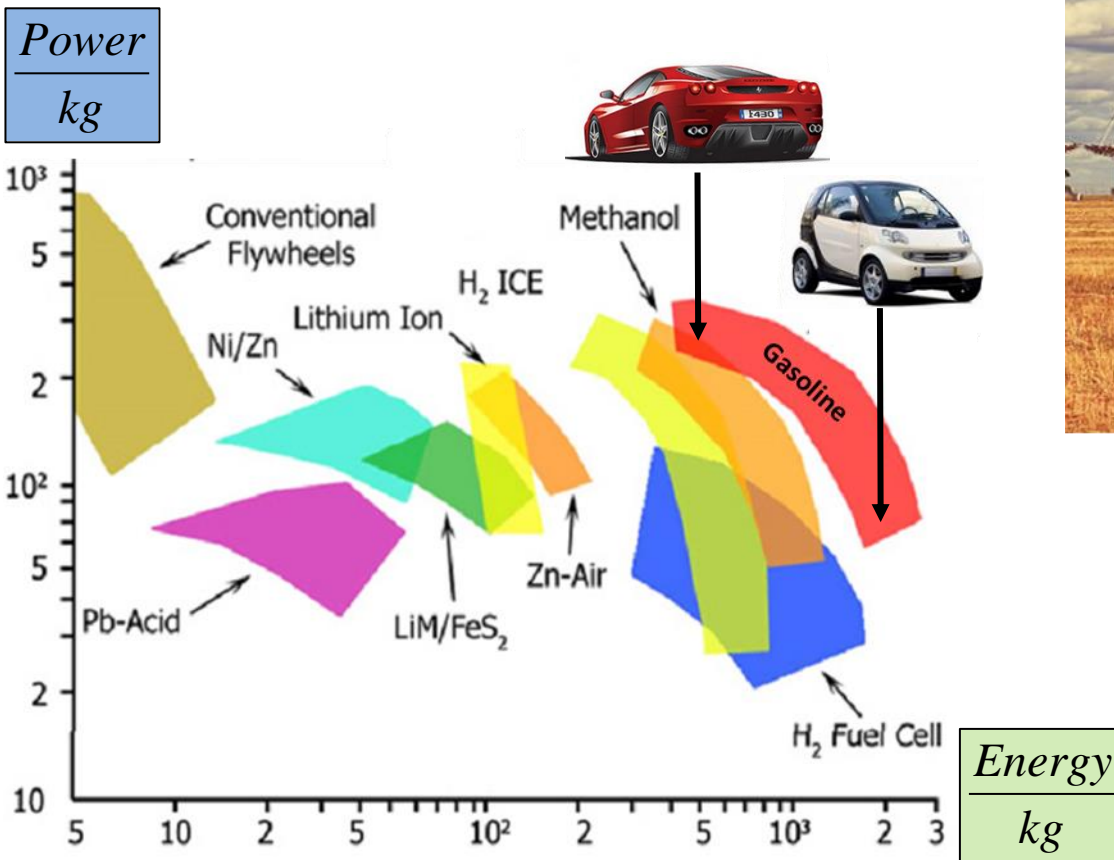 Power
kg
Conventional
Flywheels
Methanol
H₂ ICE
Lithium Ion
Ni/Zn
Gasoline
Zn-Air
Pb-Acid
LiM/FeS₂
H₂ Fuel Cell
10³
5
2
10²
5
2
10
5 10 2 5 10² 2 5 10³ 2 3
Energy
kg